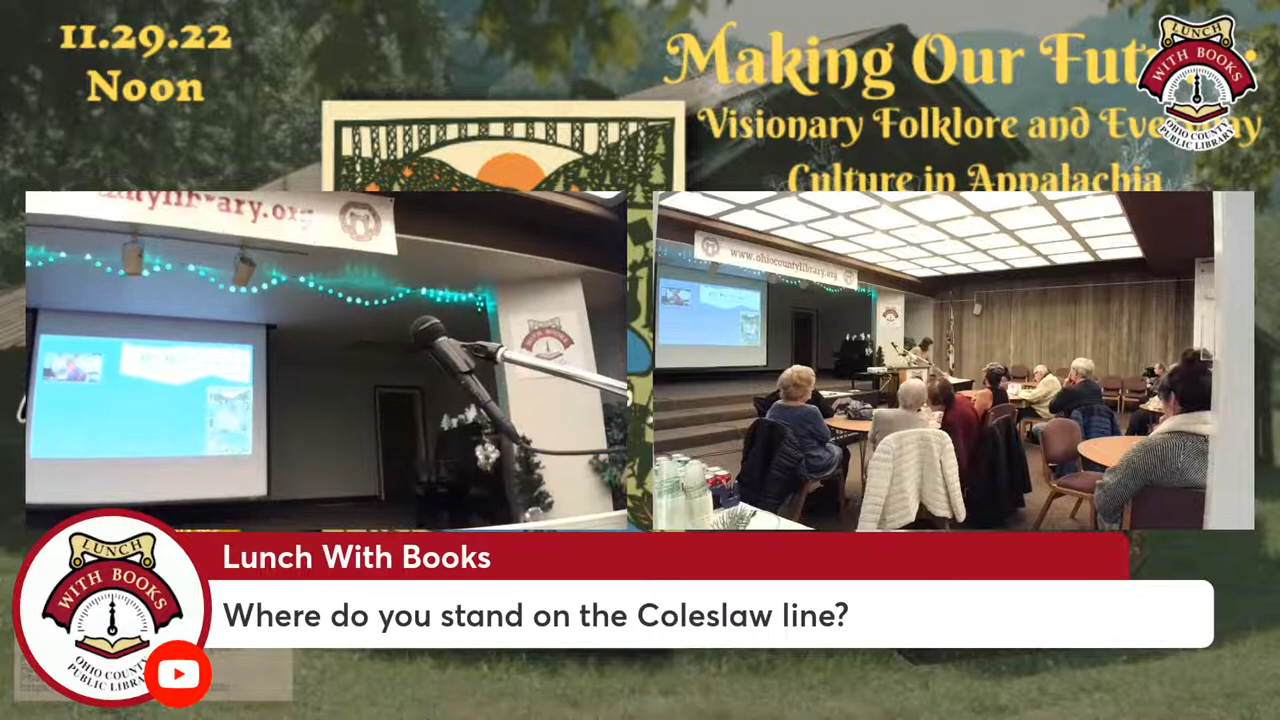 11.29.22
Noon
Making Our Fut
Visionary Folklore and Eve ay
Culture in Appalachia
LUNCH
WITH BOOKS
OHIO COUNTY
PUBLIC LIBRARY
library.org
www.ohiocountylibrary.org
LUNCH
WITH BOOKS
OHIO COUNTY
PUBLIC LIBRA
Lunch With Books
Where do you stand on the Coleslaw line?